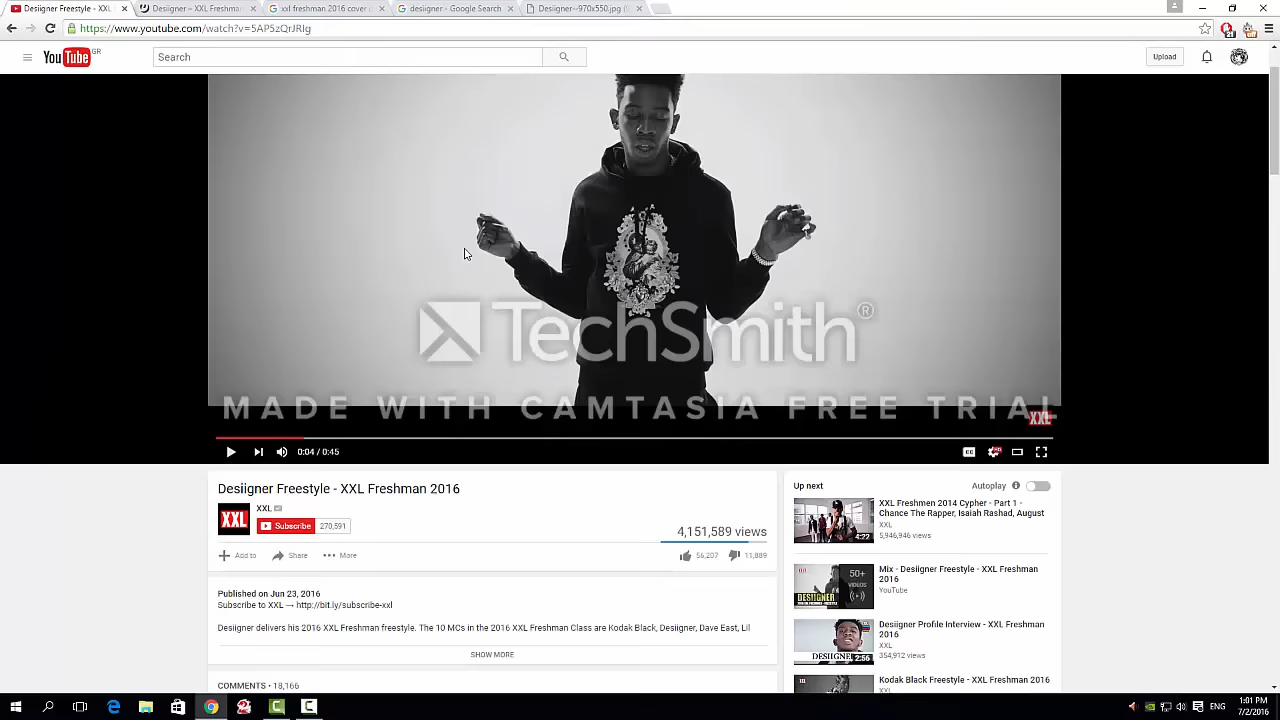 Desiigner Freestyle - XXL
Designer – XXL Freshman
xxl freshman 2016 cover
desiigner - Google Search
Designer--970x550.jpg (
https://www.youtube.com/watch?v=5AP5zQrJRIg
YouTube GR
Search
Upload
TechSmith®
MADE WITH CAMTASIA FREE TRIAL
XXL
0:04 / 0:45
CC
HD
Desiigner Freestyle - XXL Freshman 2016
XXL
XXL
Subscribe 270,591
4,151,589 views
Add to Share More
56,207 11,889
Published on Jun 23, 2016
Subscribe to XXL → http://bit.ly/subscribe-xxl
Desiigner delivers his 2016 XXL Freshman freestyle. The 10 MCs in the 2016 XXL Freshman Class are Kodak Black, Desiigner, Dave East, Lil
SHOW MORE
COMMENTS • 18,166
Up next
Autoplay
XXL Freshmen 2014 Cypher - Part 1 -
Chance The Rapper, Isaiah Rashad, August
XXL
5,946,946 views
4:22
Mix - Desiigner Freestyle - XXL Freshman
2016
YouTube
50+
VIDEOS
DESIIGNER
Desiigner Profile Interview - XXL Freshman
2016
XXL
354,912 views
DESIIGNER
2:56
Kodak Black Freestyle - XXL Freshman 2016
XXL
ENG
1:01 PM
7/2/2016